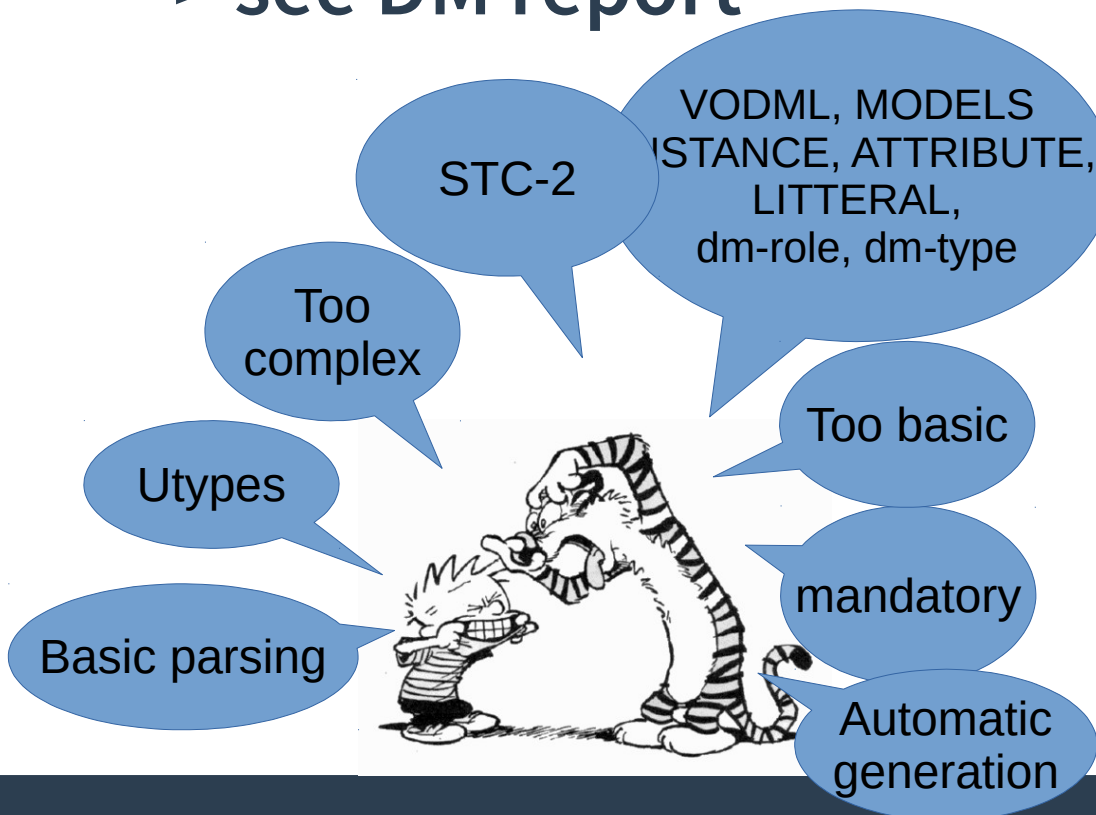 see DM report
VODML, MODELS
ISTANCE, ATTRIBUTE,
LITTERAL,
dm-role, dm-type
STC-2
Too
complex
Too basic
Utypes
mandatory
Basic parsing
Automatic
generation